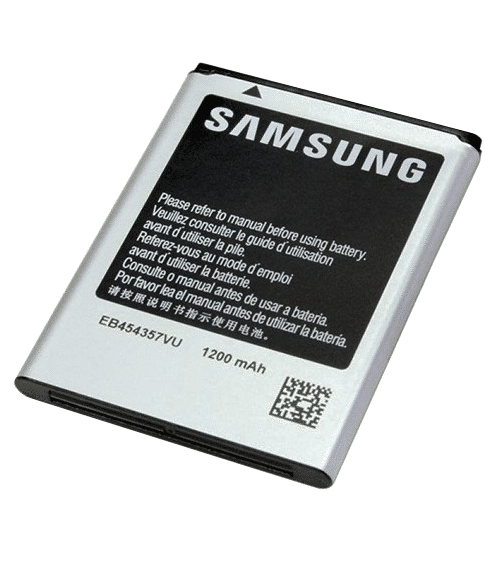 SAMSUNG
Please refer to manual before using battery.
Veuillez consulter le guide d'utilisation
avant d'utiliser la pile.
Referez-vous au mode d'emploi
avant d'utiliser la batterie.
Consulte o manual antes de usar a bateria.
Por favor lea el manual antes de utilizar la batería.
请按照说明书指示使用电池。
EB454357VU 1200 mAh